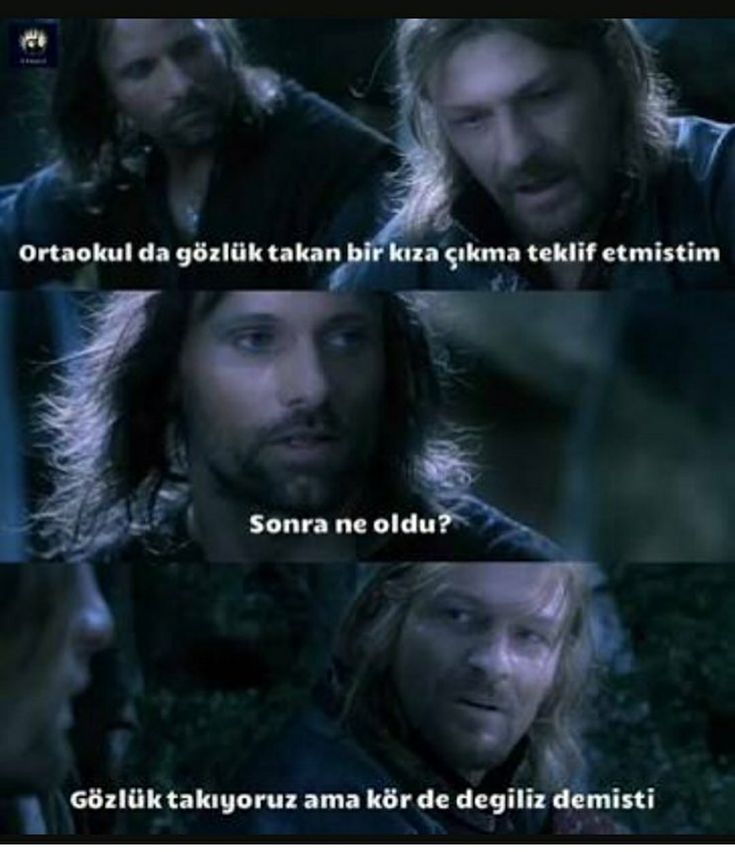 Ortaokul da gözlük takan bir kıza çıkma teklif etmistim
Sonra ne oldu?
Gözlük takıyoruz ama kör de degiliz demisti